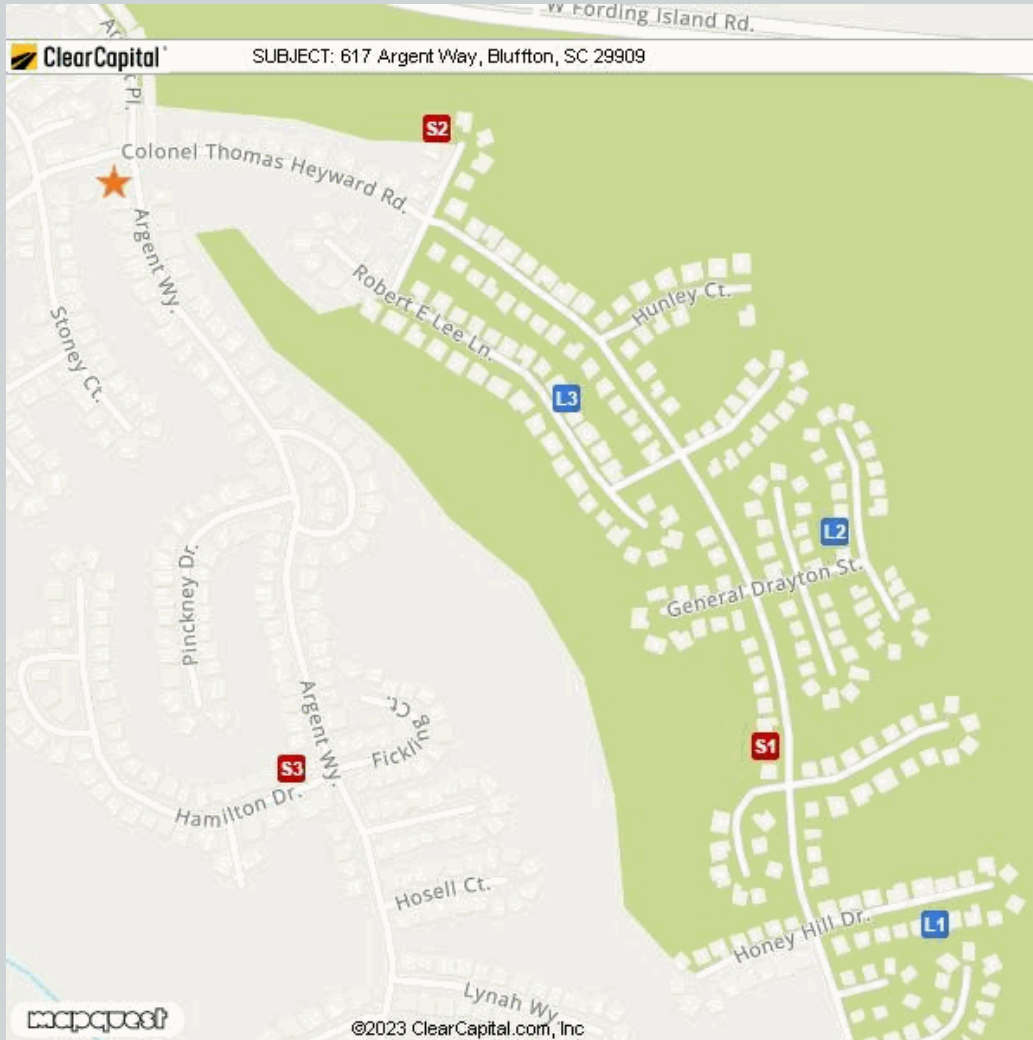 W Fording Island Rd.
ClearCapital
SUBJECT: 617 Argent Way, Bluffton, SC 29909
S2
Colonel Thomas Heyward Rd.
Argent Wy.
Robert E Lee Ln.
Hunley Ct.
Stoney Ct.
L3
L2
General Drayton St.
Pinckney Dr.
Argent Wy.
Ficklin g Ct.
S1
S3
Hamilton Dr.
Hosell Ct.
Honey Hill Dr.
L1
Lynah Wy.
mapquest
©2023 ClearCapital.com, Inc